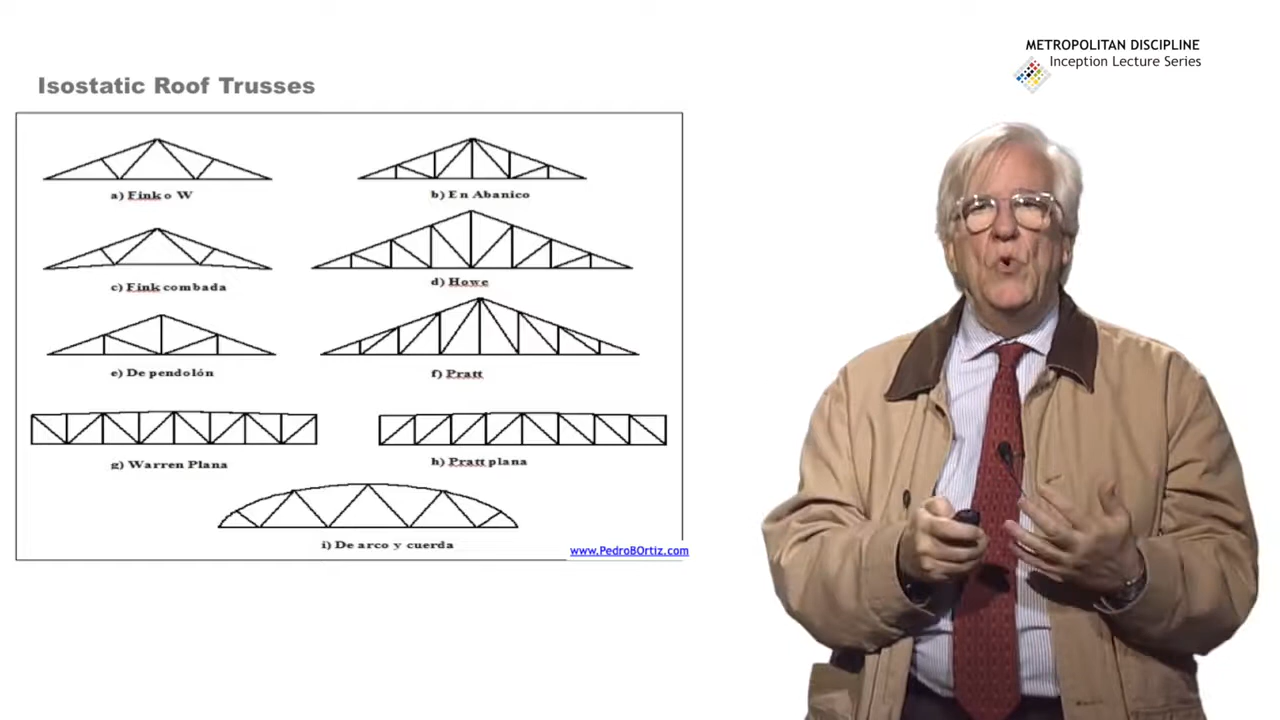 METROPOLITAN DISCIPLINE
Inception Lecture Series
Isostatic Roof Trusses
a) Fink o W
b) En Abanico
c) Fink combada
d) Howe
e) De pendolón
f) Pratt
g) Warren Plana
h) Pratt plana
i) De arco y cuerda
www.PedroBOrtiz.com